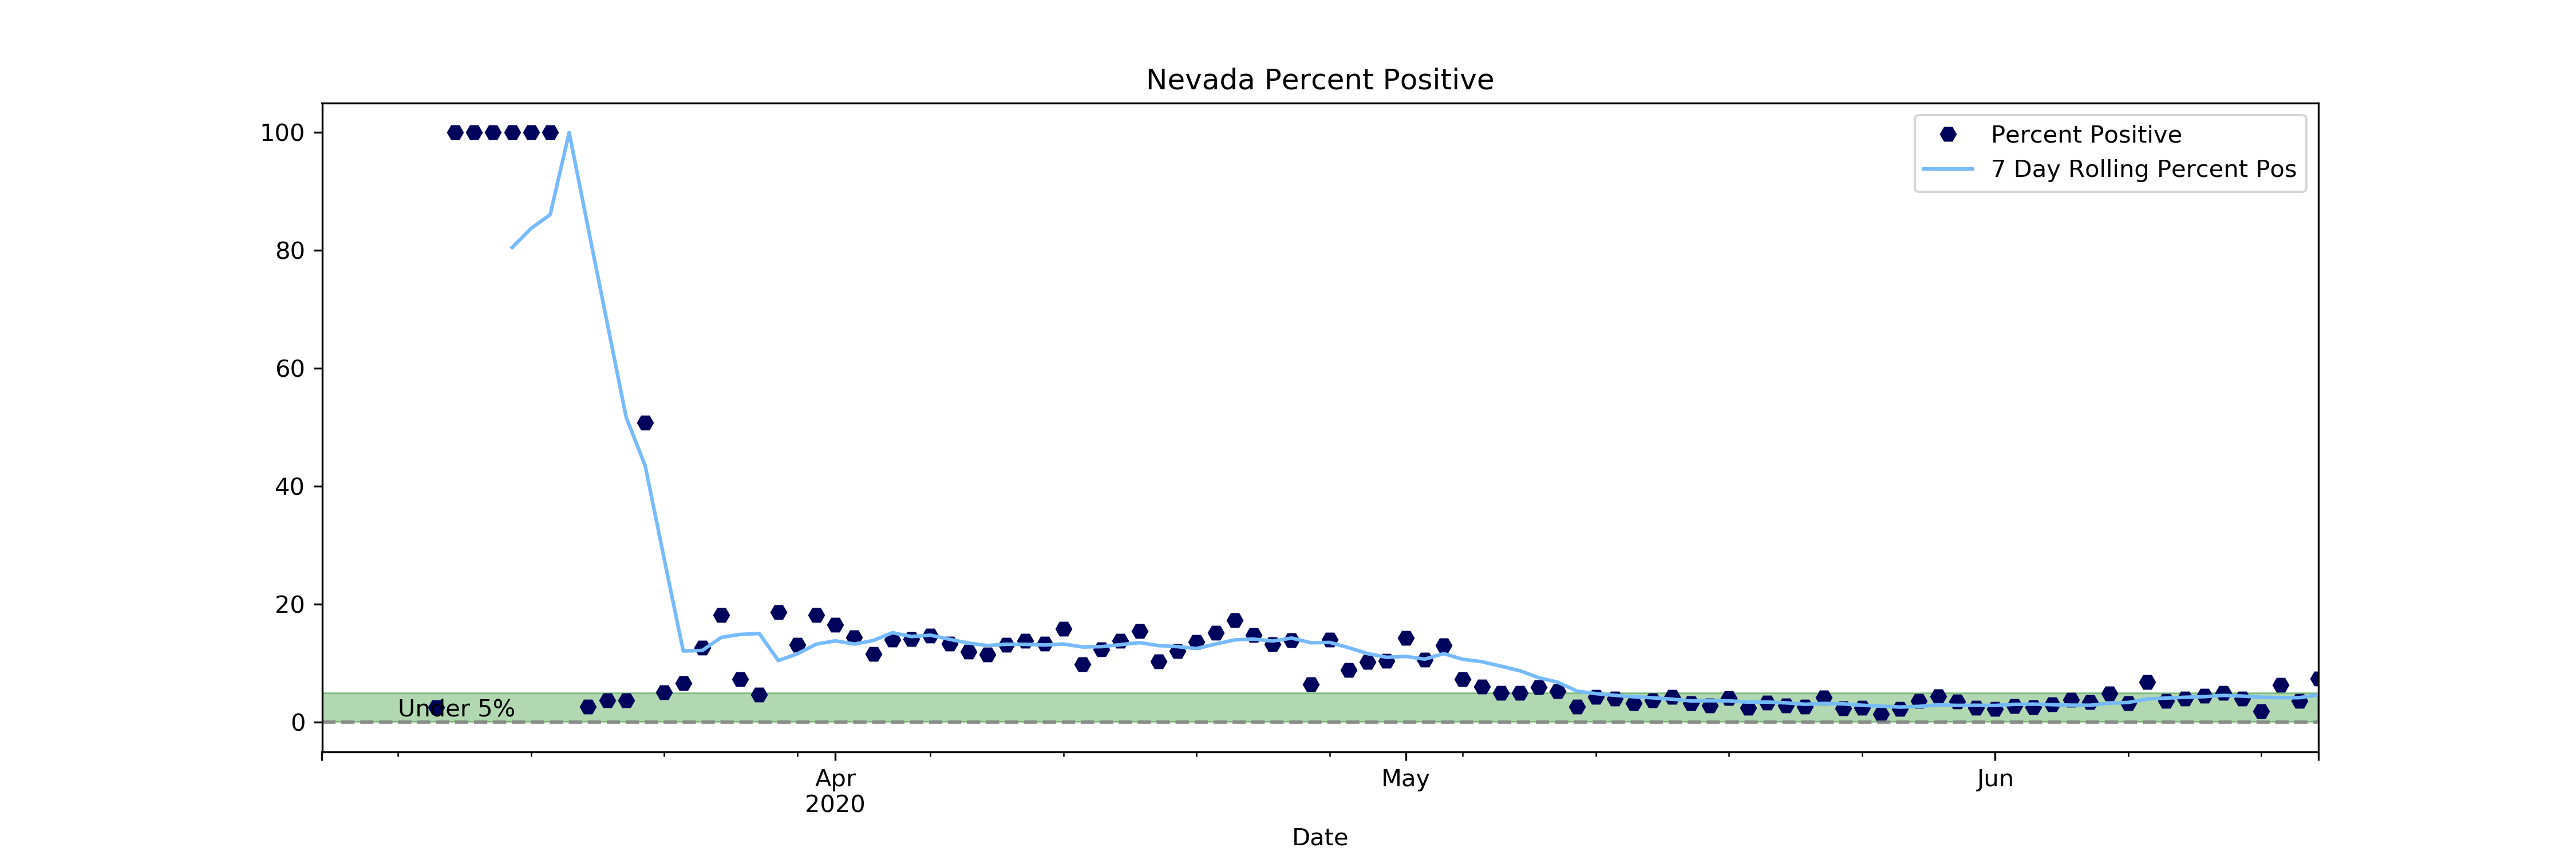 Nevada Percent Positive
100
80
60
40
20
0
Percent Positive
7 Day Rolling Percent Pos
Under 5%
Apr
2020
May
Jun
Date